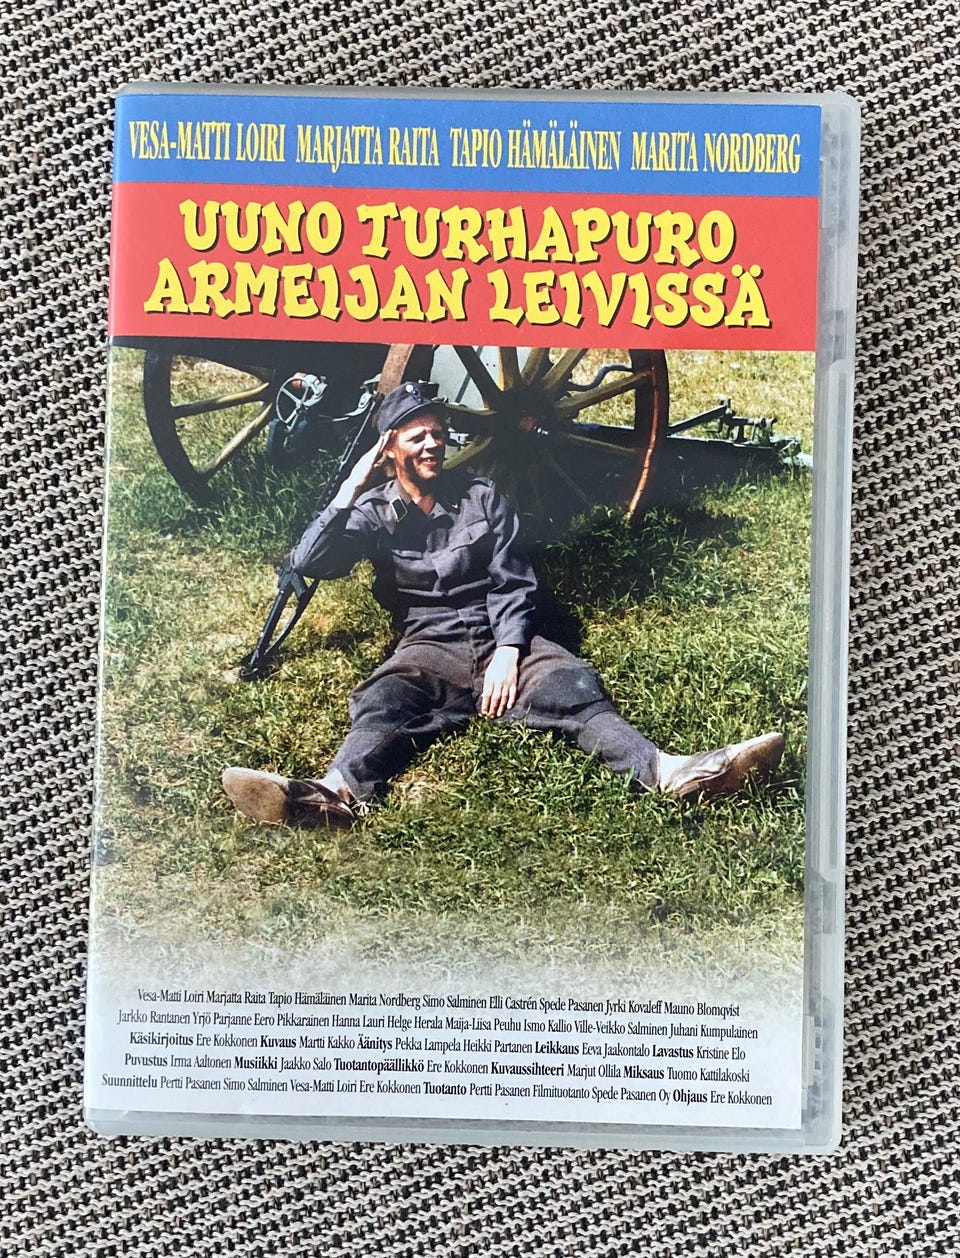 VESA-MATTI LOIRI MARJATTA RAITA TAPIO HÄMÄLÄINEN MARITA NORDBERG
UUNO TURHAPURO
ARMEIJAN LEIVISSÄ
Vesa-Matti Loiri Marjatta Raita Tapio Hämäläinen Marita Nordberg Simo Salminen Elli Castrén Spede Pasanen Jyrki Kovaleff Mauno Blomqvist
Jarkko Rantanen Yrjö Parjanne Eero Pikkarainen Hanna Lauri Helge Herala Maija-Liisa Peuhu Ismo Kallio Ville-Veikko Salminen Juhani Kumpulainen
Käsikirjoitus Ere Kokkonen Kuvaus Martti Kakko Äänitys Pekka Lampela Heikki Partanen Leikkaus Eeva Jaakontalo Lavastus Kristine Elo
Puvustus Irma Aaltonen Musiikki Jaakko Salo Tuotantopäällikkö Ere Kokkonen Kuvaussihteeri Marjut Ollila Miksaus Tuomo Kattilakoski
Suunnittelu Pertti Pasanen Simo Salminen Vesa-Matti Loiri Ere Kokkonen Tuotanto Pertti Pasanen Filmituotanto Spede Pasanen Oy Ohjaus Ere Kokkonen